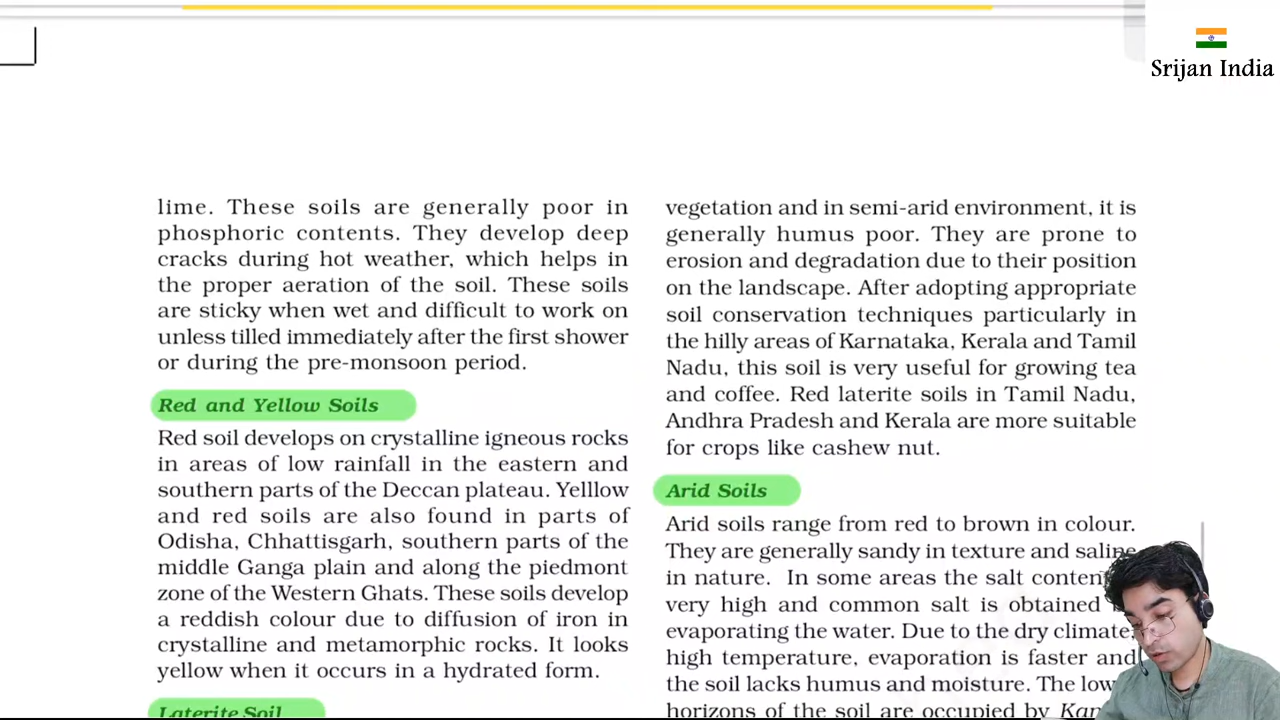 Srijan India
lime. These soils are generally poor in
phosphoric contents. They develop deep
cracks during hot weather, which helps in
the proper aeration of the soil. These soils
are sticky when wet and difficult to work on
unless tilled immediately after the first shower
or during the pre-monsoon period.
Red and Yellow Soils
Red soil develops on crystalline igneous rocks
in areas of low rainfall in the eastern and
southern parts of the Deccan plateau. Yelllow
and red soils are also found in parts of
Odisha, Chhattisgarh, southern parts of the
middle Ganga plain and along the piedmont
zone of the Western Ghats. These soils develop
a reddish colour due to diffusion of iron in
crystalline and metamorphic rocks. It looks
yellow when it occurs in a hydrated form.
Laterite Soil
vegetation and in semi-arid environment, it is
generally humus poor. They are prone to
erosion and degradation due to their position
on the landscape. After adopting appropriate
soil conservation techniques particularly in
the hilly areas of Karnataka, Kerala and Tamil
Nadu, this soil is very useful for growing tea
and coffee. Red laterite soils in Tamil Nadu,
Andhra Pradesh and Kerala are more suitable
for crops like cashew nut.
Arid Soils
Arid soils range from red to brown in colour.
They are generally sandy in texture and saline
in nature. In some areas the salt
very high and common salt is obtained
evaporating the water. Due to the dry climate,
high temperature, evaporation is faster and
the soil lacks humus and moisture. The
horizons of the soil are occupied by